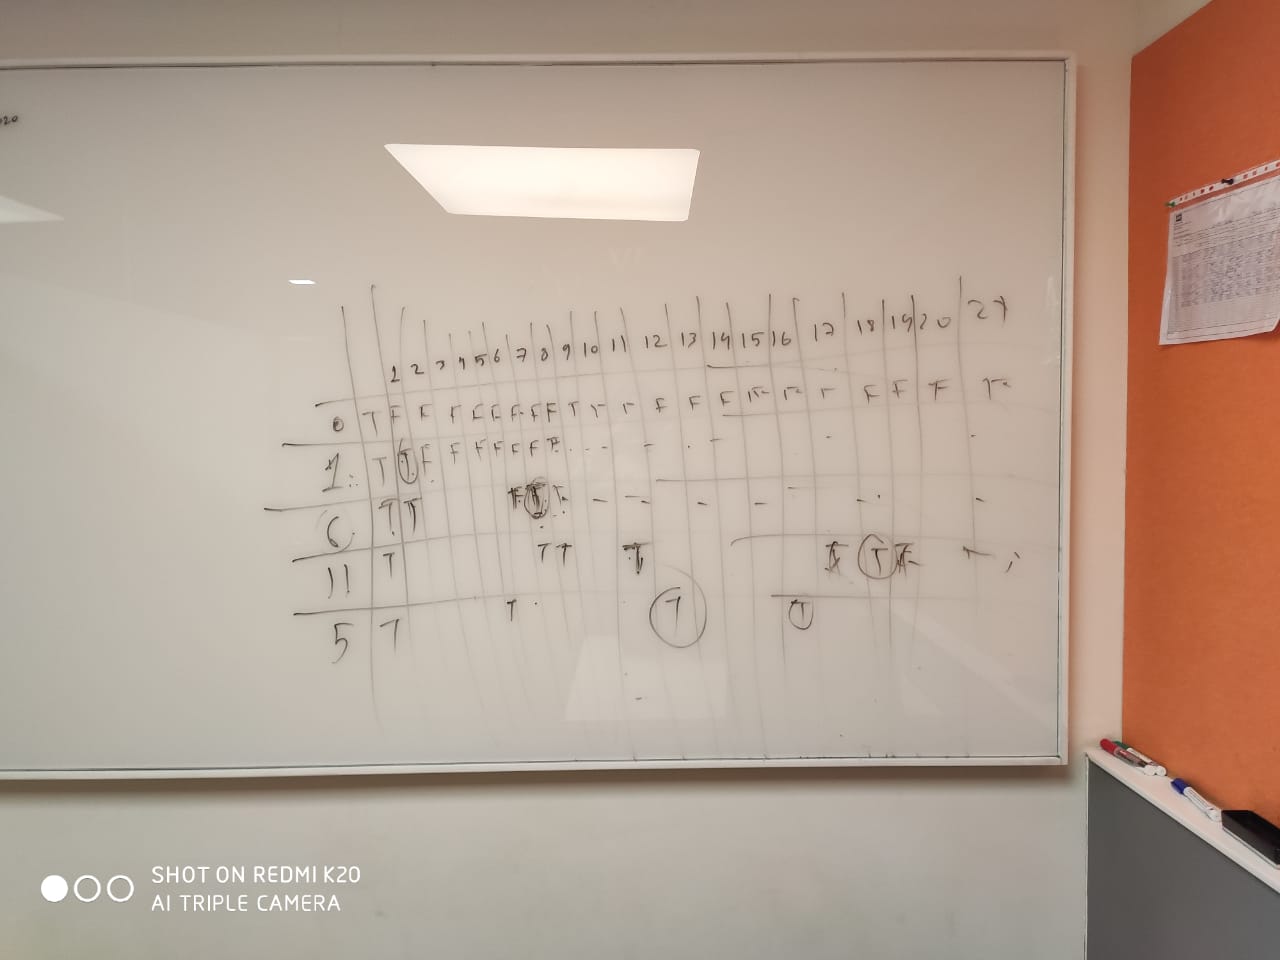 020
1 2 3 4 5 6 7 8 9 10 11 12 13 14 15 16 17 18 19 20 21
0 T F F F F F F F F T F F F F F F F F F F
1 T T F F F F F F F
6 T T F T F
11 T T T T F T F
5 T T T T
SHOT ON REDMI K20
AI TRIPLE CAMERA